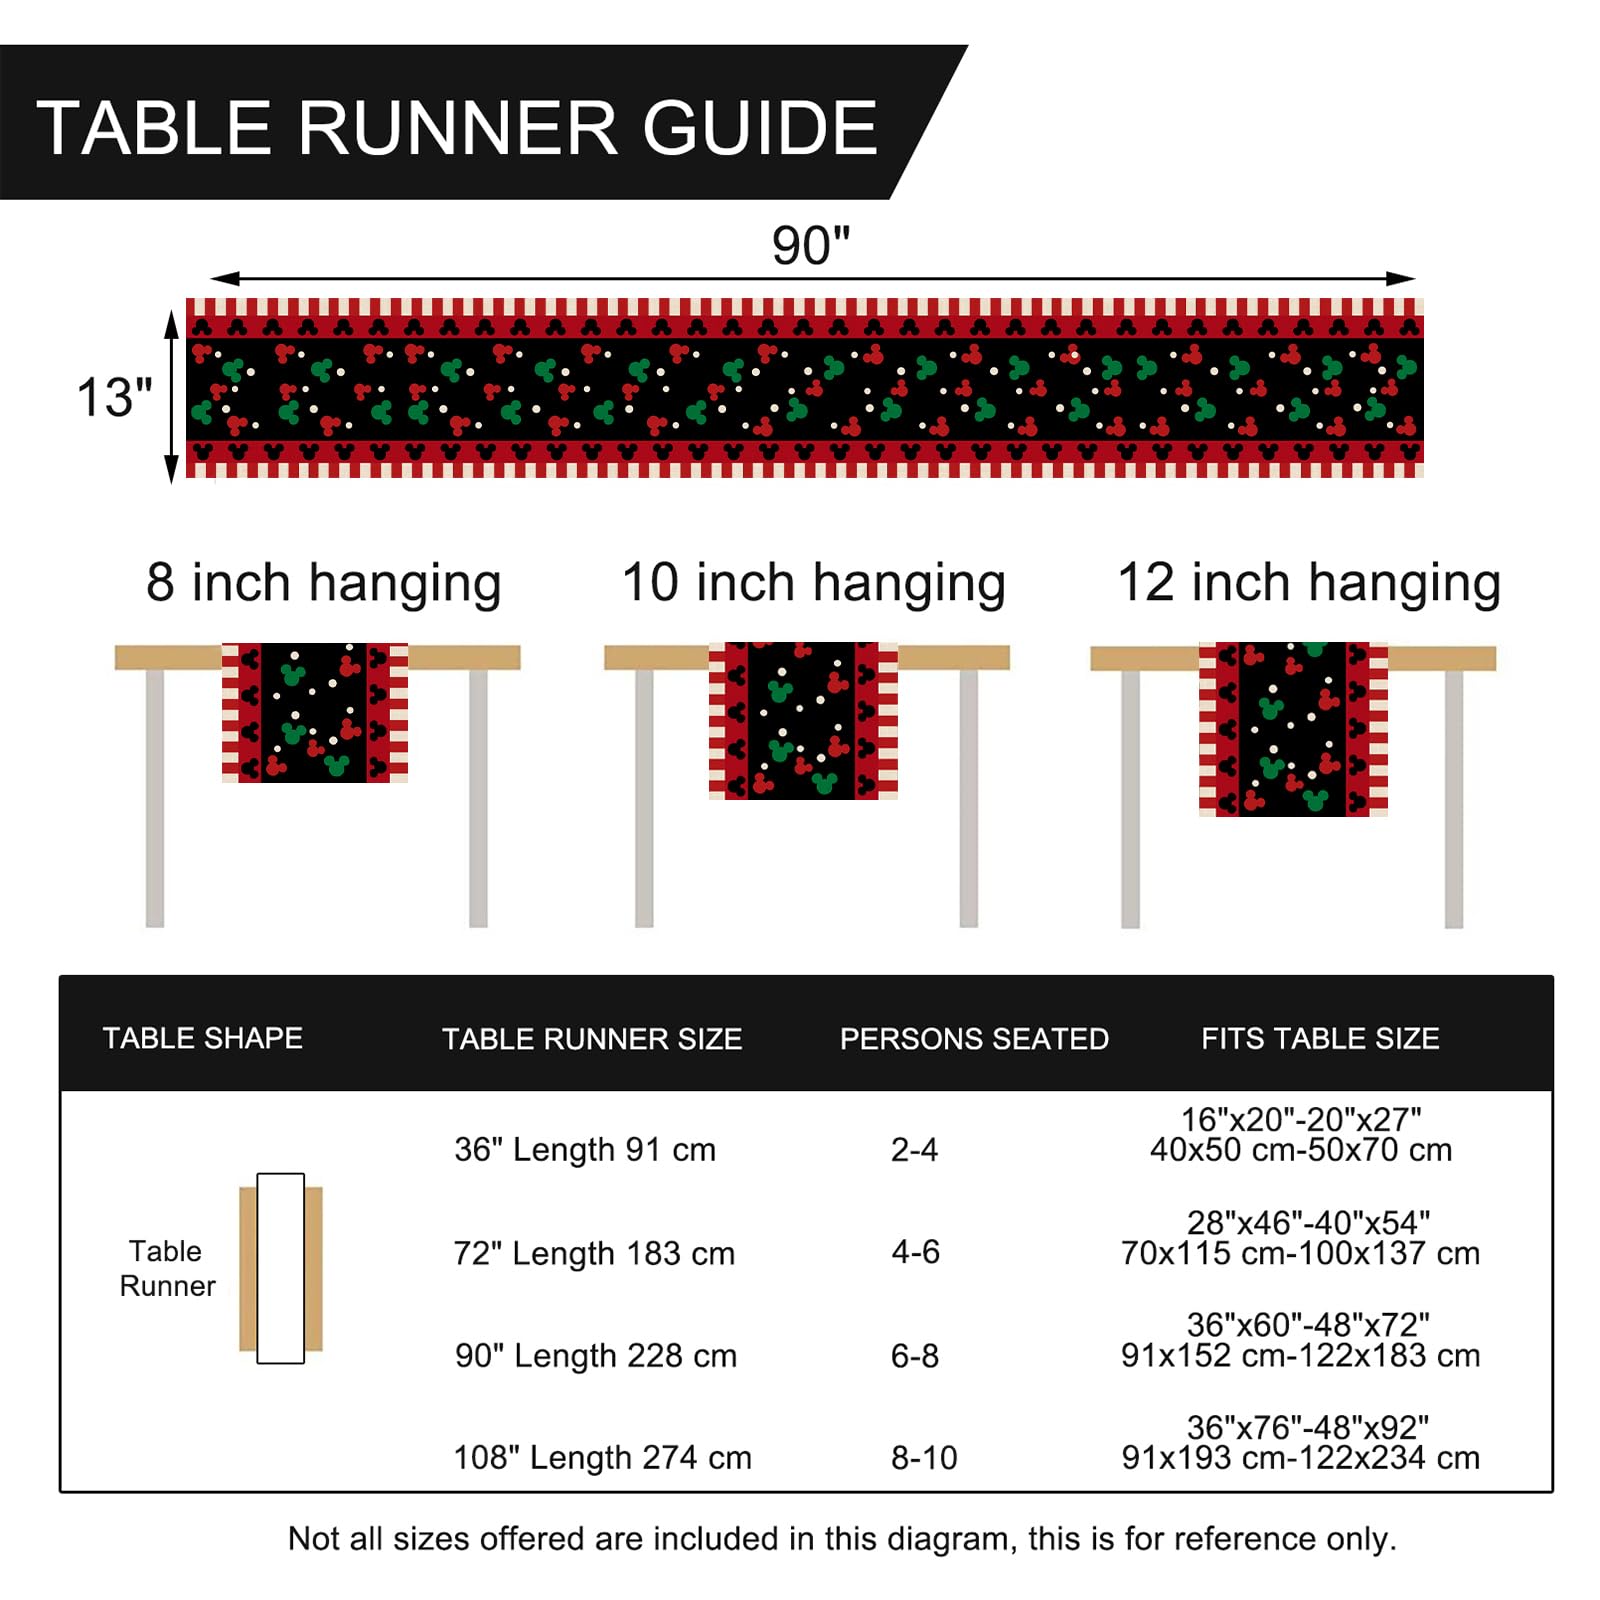 TABLE RUNNER GUIDE
90"
13"
8 inch hanging
10 inch hanging
12 inch hanging
TABLE SHAPE
TABLE RUNNER SIZE
PERSONS SEATED
FITS TABLE SIZE
Table
Runner
36" Length 91 cm
2-4
16"x20"-20"x27"
40x50 cm-50x70 cm
72" Length 183 cm
4-6
28"x46"-40"x54"
70x115 cm-100x137 cm
90" Length 228 cm
6-8
36"x60"-48"x72"
91x152 cm-122x183 cm
108" Length 274 cm
8-10
36"x76"-48"x92"
91x193 cm-122x234 cm
Not all sizes offered are included in this diagram, this is for reference only.